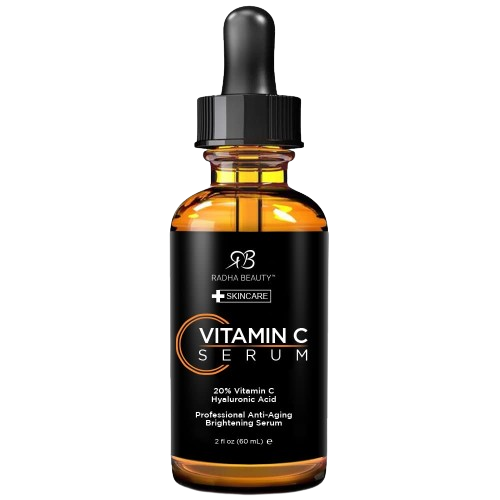 RB
RADHA BEAUTY™
SKINCARE
VITAMIN C
SERUM
20% Vitamin C
Hyaluronic Acid
Professional Anti-Aging
Brightening Serum
2 fl oz (60 mL) ℮